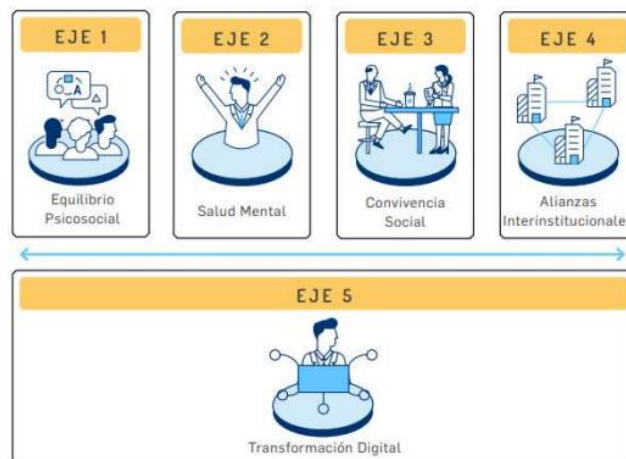 EJE 1
EJE 2
EJE 3
EJE 4
A
Equilibrio
Psicosocial
Salud Mental
Convivencia
Social
Alianzas
Interinstitucionale
EJE 5
Transformación Digital